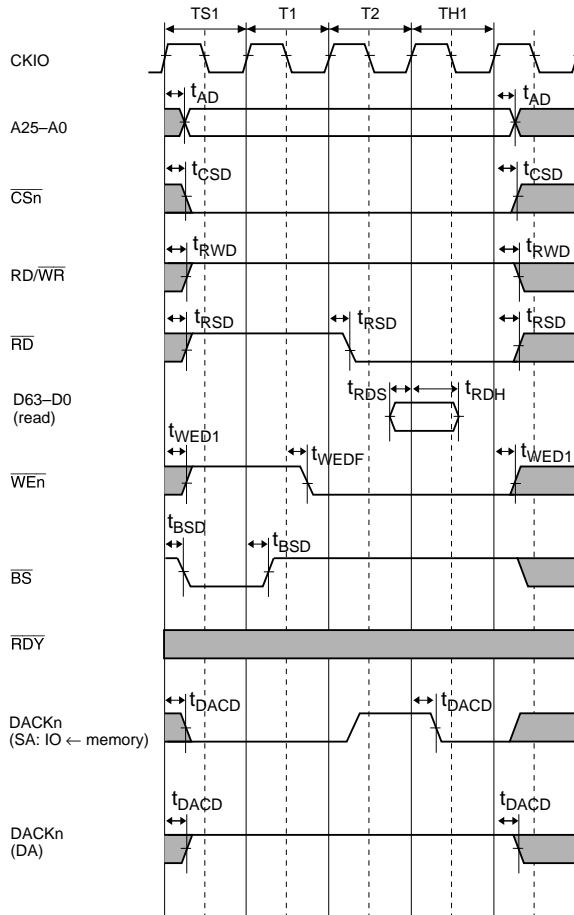 TS1 T1 T2 TH1
CKIO
tAD tAD
A25–A0
tCSD tCSD
CSn
tRWD tRWD
RD/WR
tRSD tRSD tRSD
RD
D63–D0
(read)
tRDS tRDH
tWED1 tWEDF tWED1
WEn
tBSD tBSD
BS
RDY
tDACD tDACD
DACKn
(SA: IO ← memory)
tDACD tDACD
DACKn
(DA)